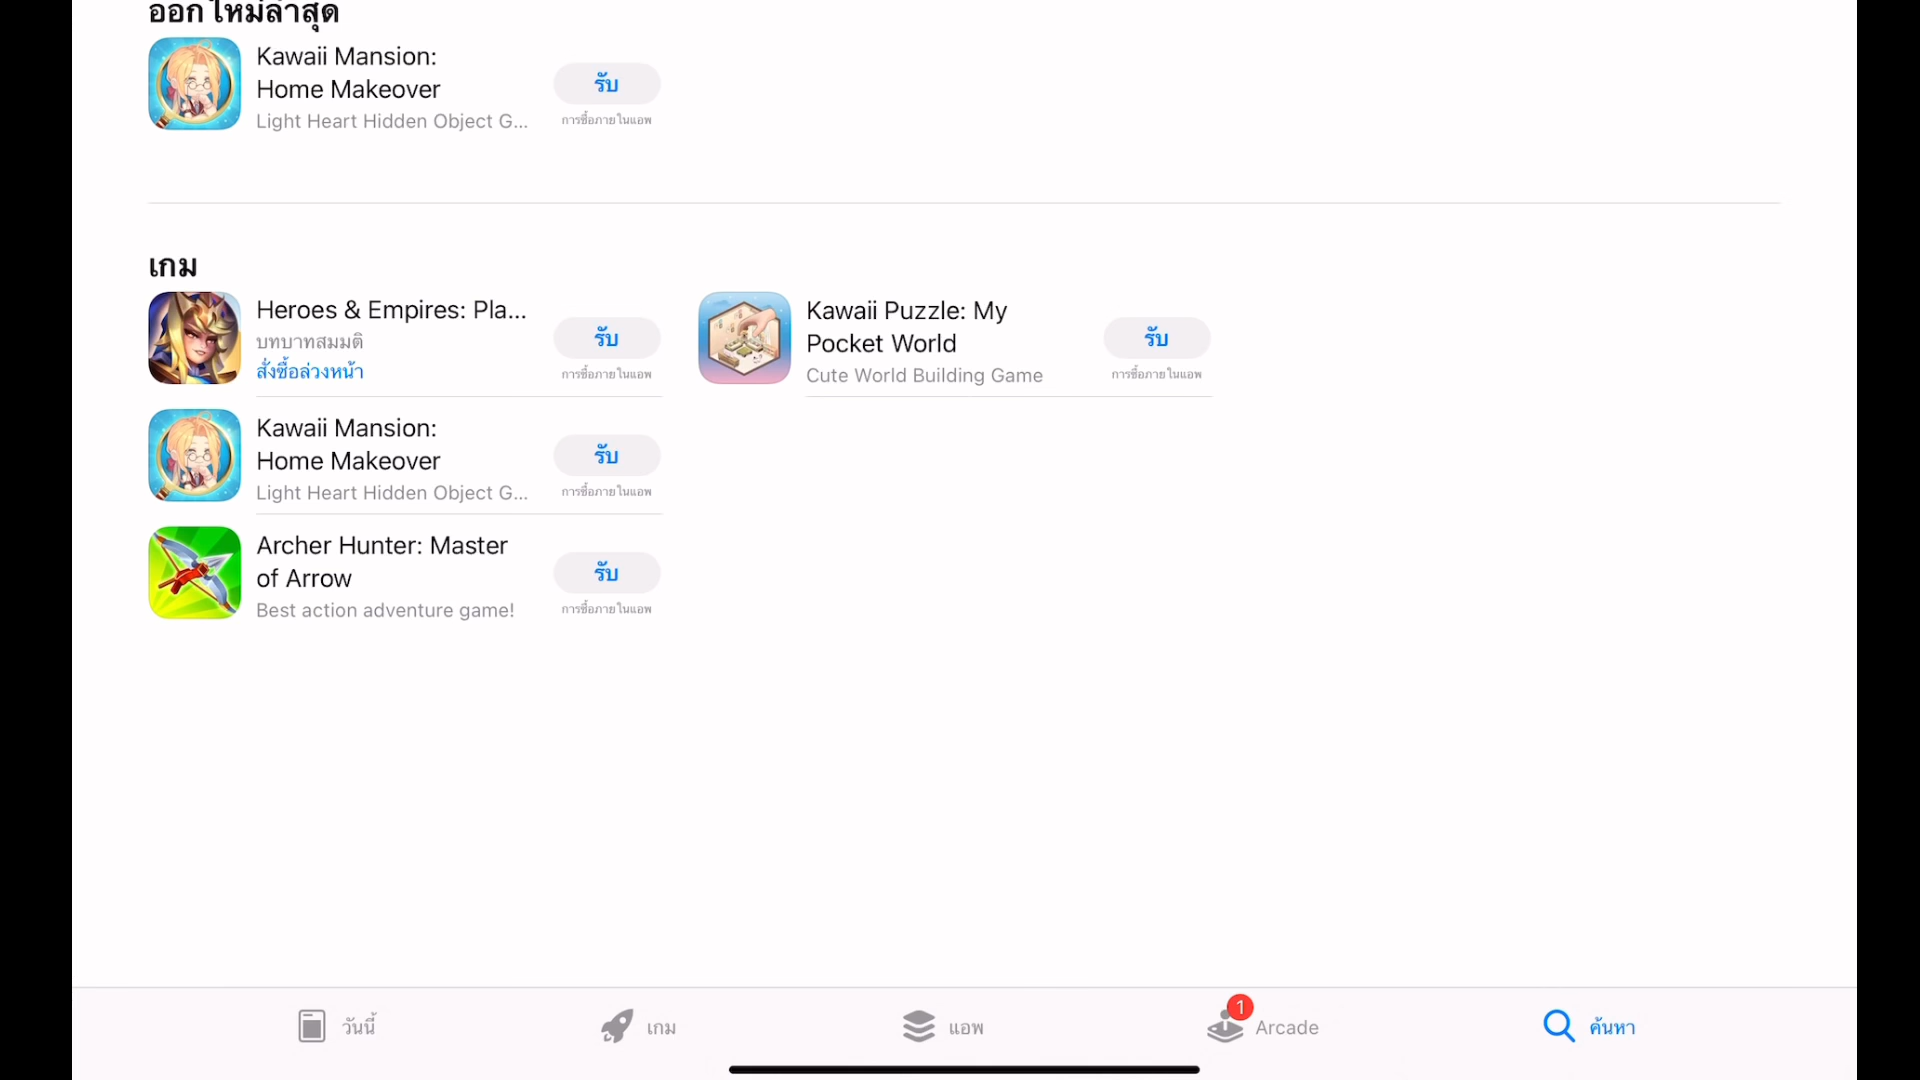 ออกใหม่ล่าสุด
Kawaii Mansion:
Home Makeover
Light Heart Hidden Object G...
รับ
การซื้อภายในแอพ
เกม
Heroes & Empires: Pla...
บทบาทสมมติ
สั่งซื้อล่วงหน้า
รับ
การซื้อภายในแอพ
Kawaii Puzzle: My
Pocket World
Cute World Building Game
รับ
การซื้อภายในแอพ
Kawaii Mansion:
Home Makeover
Light Heart Hidden Object G...
รับ
การซื้อภายในแอพ
Archer Hunter: Master
of Arrow
Best action adventure game!
รับ
การซื้อภายในแอพ
วันนี้
เกม
แอพ
1
Arcade
ค้นหา